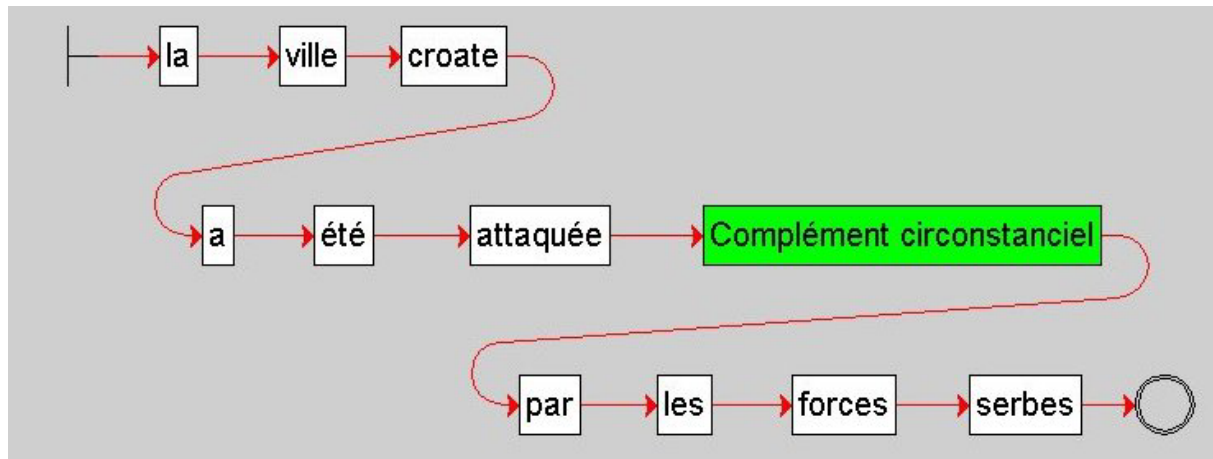 la ville croate
a été attaquée Complément circonstanciel
par les forces serbes